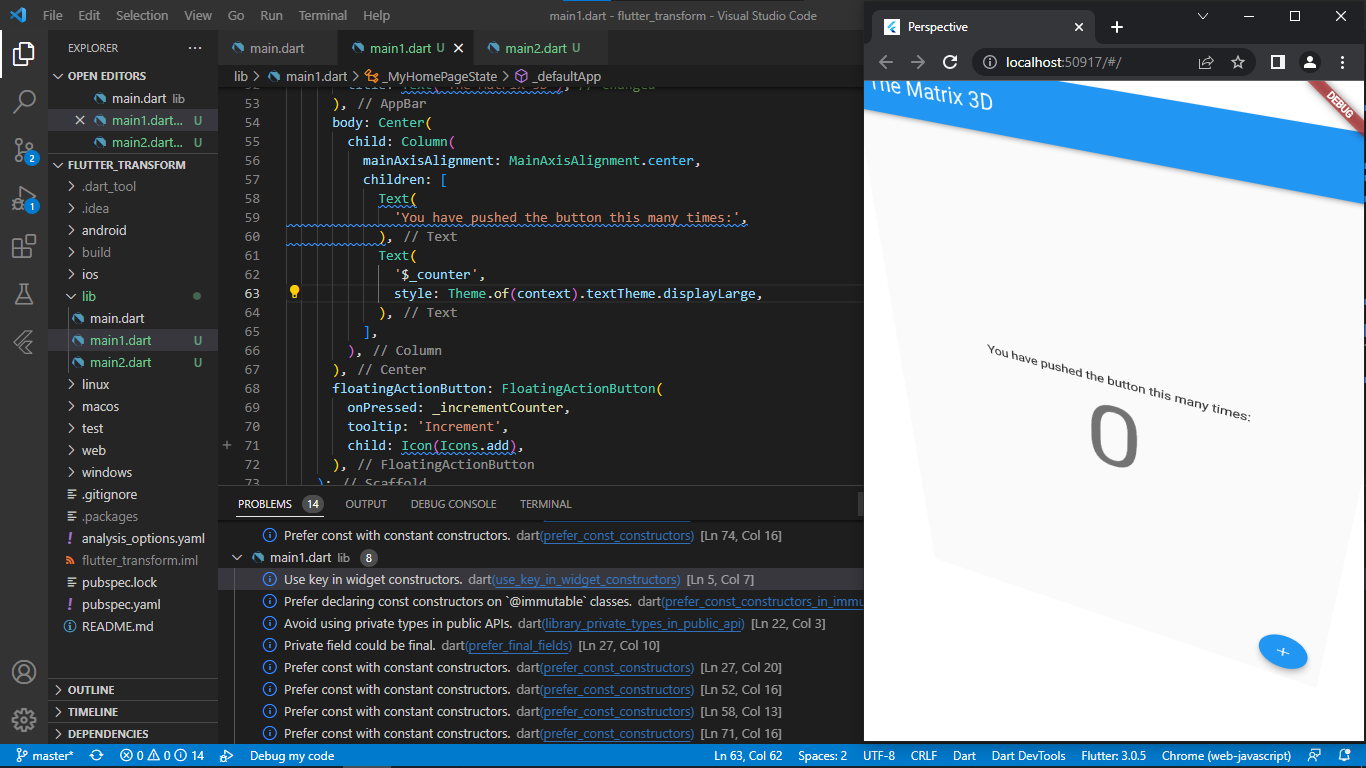 File Edit Selection View Go Run Terminal Help
main1.dart - flutter_transform - Visual Studio Code
EXPLORER
OPEN EDITORS
main.dart lib
main1.dart... U
main2.dart... U
FLUTTER_TRANSFORM
.dart_tool
.idea
android
build
ios
lib
main.dart
main1.dart U
main2.dart U
linux
macos
test
web
windows
.gitignore
.packages
analysis_options.yaml
flutter_transform.iml
pubspec.lock
pubspec.yaml
README.md
OUTLINE
TIMELINE
DEPENDENCIES
2
1
main.dart
main1.dart U
main2.dart U
lib > main1.dart > _MyHomePageState > _defaultApp
52 title: Text("The Matrix 3D"), // Changed
53 ), // AppBar
54 body: Center(
55 child: Column(
56 mainAxisAlignment: MainAxisAlignment.center,
57 children: [
58 Text(
59 'You have pushed the button this many times:',
60 ), // Text
61 Text(
62 '$_counter',
63 style: Theme.of(context).textTheme.displayLarge,
64 ), // Text
65 ],
66 ), // Column
67 ), // Center
68 floatingActionButton: FloatingActionButton(
69 onPressed: _incrementCounter,
70 tooltip: 'Increment',
71 child: Icon(Icons.add),
72 ), // FloatingActionButton
73 ); // Scaffold
PROBLEMS 14 OUTPUT DEBUG CONSOLE TERMINAL
Prefer const with constant constructors. dart(prefer_const_constructors) [Ln 74, Col 16]
main1.dart lib 8
Use key in widget constructors. dart(use_key_in_widget_constructors) [Ln 5, Col 7]
Prefer declaring const constructors on `@immutable` classes. dart(prefer_const_constructors_in_immu
Avoid using private types in public APIs. dart(library_private_types_in_public_api) [Ln 22, Col 3]
Private field could be final. dart(prefer_final_fields) [Ln 27, Col 10]
Prefer const with constant constructors. dart(prefer_const_constructors) [Ln 27, Col 20]
Prefer const with constant constructors. dart(prefer_const_constructors) [Ln 52, Col 16]
Prefer const with constant constructors. dart(prefer_const_constructors) [Ln 58, Col 13]
Prefer const with constant constructors. dart(prefer_const_constructors) [Ln 71, Col 16]
Perspective
localhost:50917/#/
The Matrix 3D
DEBUG
You have pushed the button this many times:
0
master* 0 0 14 Debug my code Ln 63, Col 62 Spaces: 2 UTF-8 CRLF Dart Dart DevTools Flutter: 3.0.5 Chrome (web-javascript)